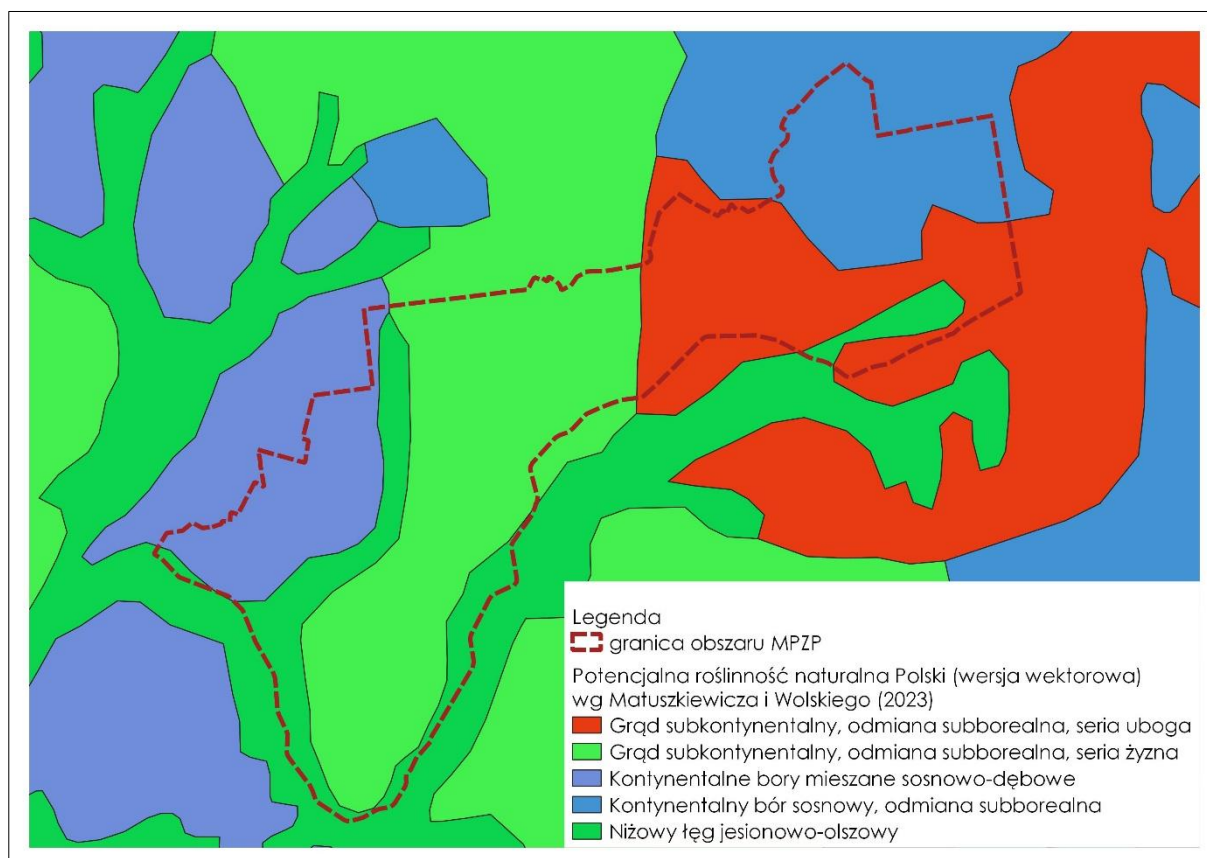 Legenda
granica obszaru MPZP
Potencjalna roślinność naturalna Polski (wersja wektorowa)
wg Matuszkiewicza i Wolskiego (2023)
Grąd subkontynentalny, odmiana subborealna, seria uboga
Grąd subkontynentalny, odmiana subborealna, seria żyzna
Kontynentalne bory mieszane sosnowo-dębowe
Kontynentalny bór sosnowy, odmiana subborealna
Niżowy łęg jesionowo-olszowy